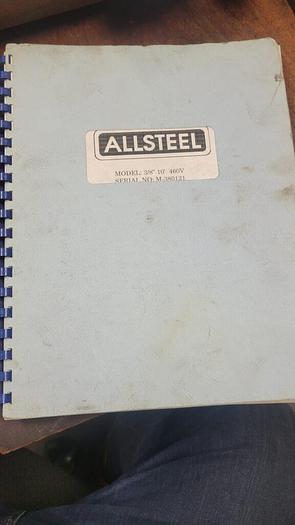 ALLSTEEL
MODEL: 3/8" 10' 460V
SERIAL NO: M-380121